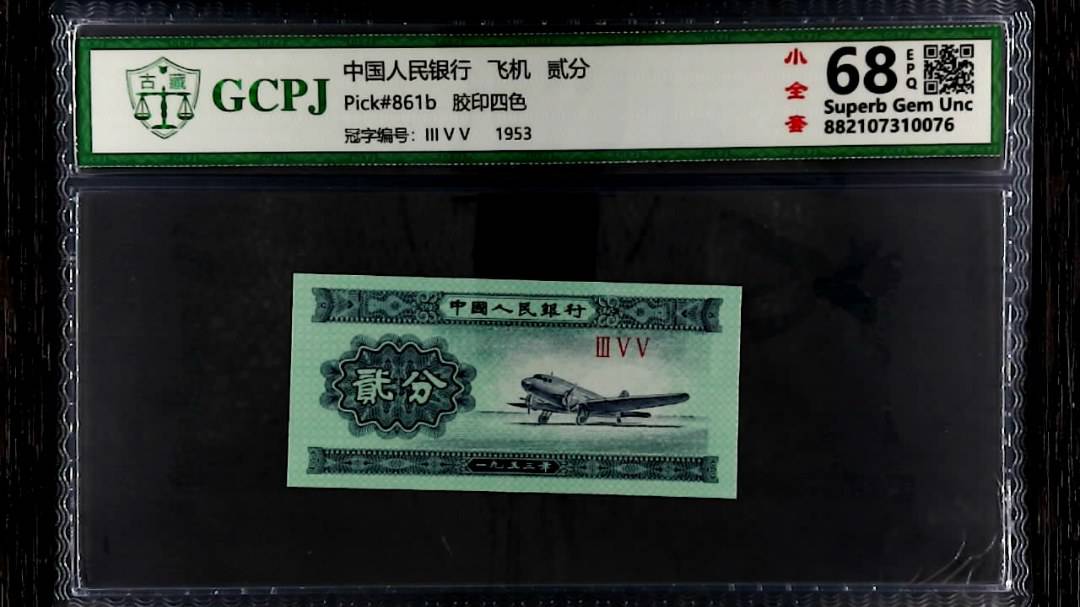 古藏
GCPJ
中国人民银行 飞机 贰分
Pick#861b 胶印四色
冠字编号: III V V 1953
小全套
68
EPQ
Superb Gem Unc
882107310076
中國人民銀行
III V V
貳分
一九五三年